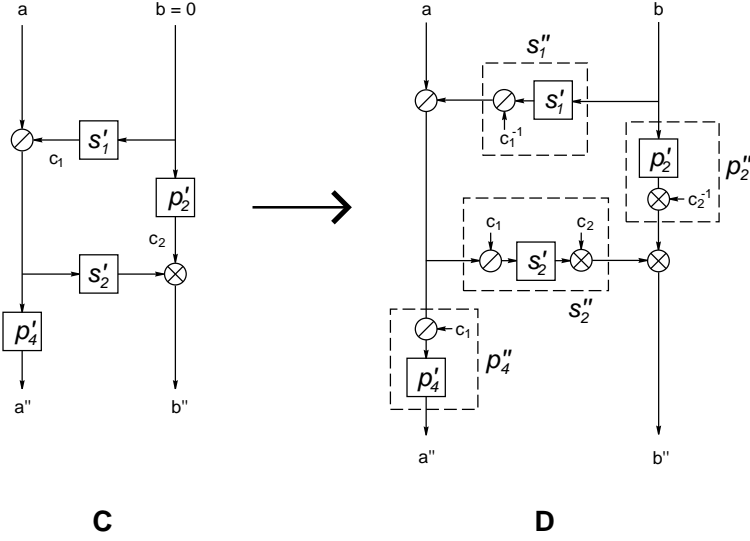 a
b = 0
s′₁
c₁
p′₂
c₂
s′₂
p′₄
a"
b"
C
a
b
s″₁
s′₁
c₁⁻¹
p′₂
p″₂
c₂⁻¹
c₁
c₂
s′₂
s″₂
c₁
p″₄
p′₄
a"
b"
D